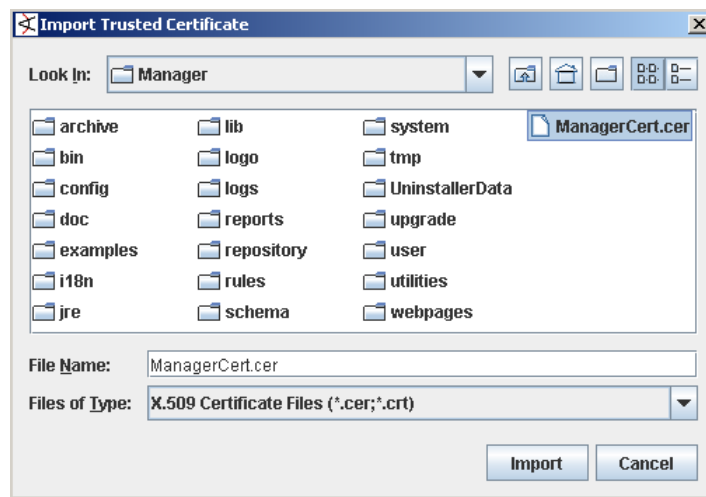 Import Trusted Certificate
Look In: Manager
archive lib system ManagerCert.cer
bin logo tmp
config logs UninstallerData
doc reports upgrade
examples repository user
i18n rules utilities
jre schema webpages
File Name: ManagerCert.cer
Files of Type: X.509 Certificate Files (*.cer;*.crt)
Import Cancel